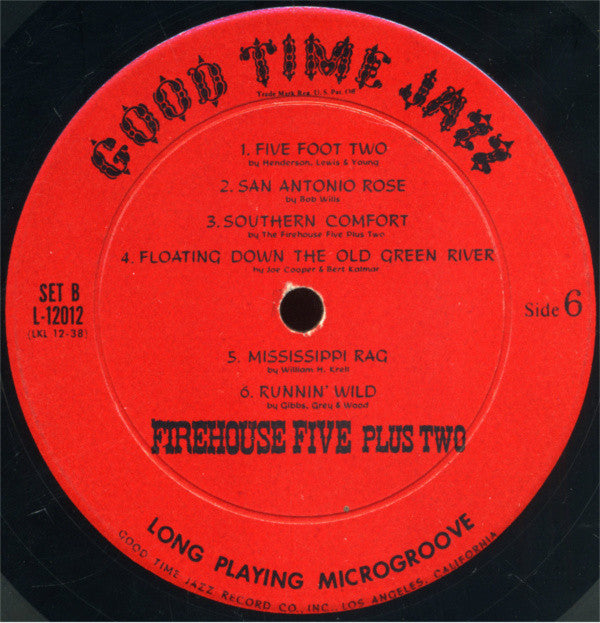 GOOD TIME JAZZ
Trade Mark Reg. U.S. Pat. Off.
1. FIVE FOOT TWO
by Henderson, Lewis & Young
2. SAN ANTONIO ROSE
by Bob Wills
3. SOUTHERN COMFORT
by The Firehouse Five Plus Two
4. FLOATING DOWN THE OLD GREEN RIVER
by Joe Cooper & Bert Kalmar
SET B
L-12012
(LKL 12-38)
Side 6
5. MISSISSIPPI RAG
by William H. Krell
6. RUNNIN' WILD
by Gibbs, Grey & Wood
FIREHOUSE FIVE PLUS TWO
LONG PLAYING MICROGROOVE
GOOD TIME JAZZ RECORD CO., INC., LOS ANGELES, CALIFORNIA